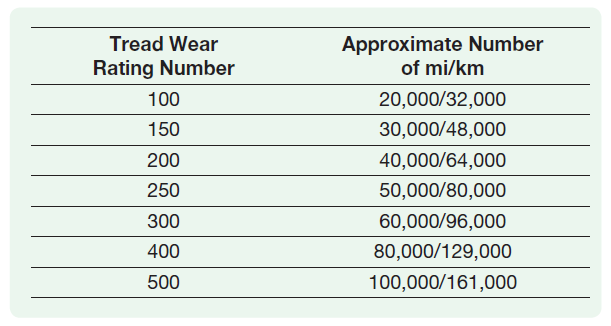 Tread Wear
Rating Number
Approximate Number
of mi/km
100 20,000/32,000
150 30,000/48,000
200 40,000/64,000
250 50,000/80,000
300 60,000/96,000
400 80,000/129,000
500 100,000/161,000